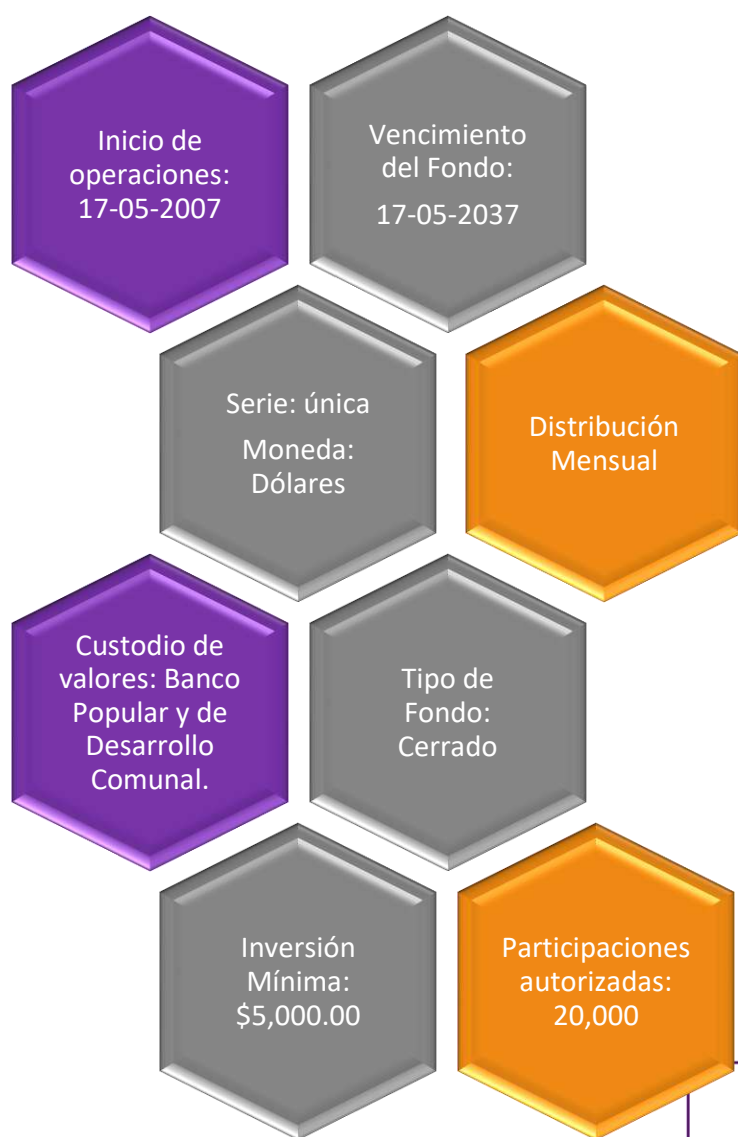 Inicio de
operaciones:
17-05-2007
Vencimiento
del Fondo:
17-05-2037
Serie: única
Moneda:
Dólares
Distribución
Mensual
Custodio de
valores: Banco
Popular y de
Desarrollo
Comunal.
Tipo de
Fondo:
Cerrado
Inversión
Mínima:
$5,000.00
Participaciones
autorizadas:
20,000